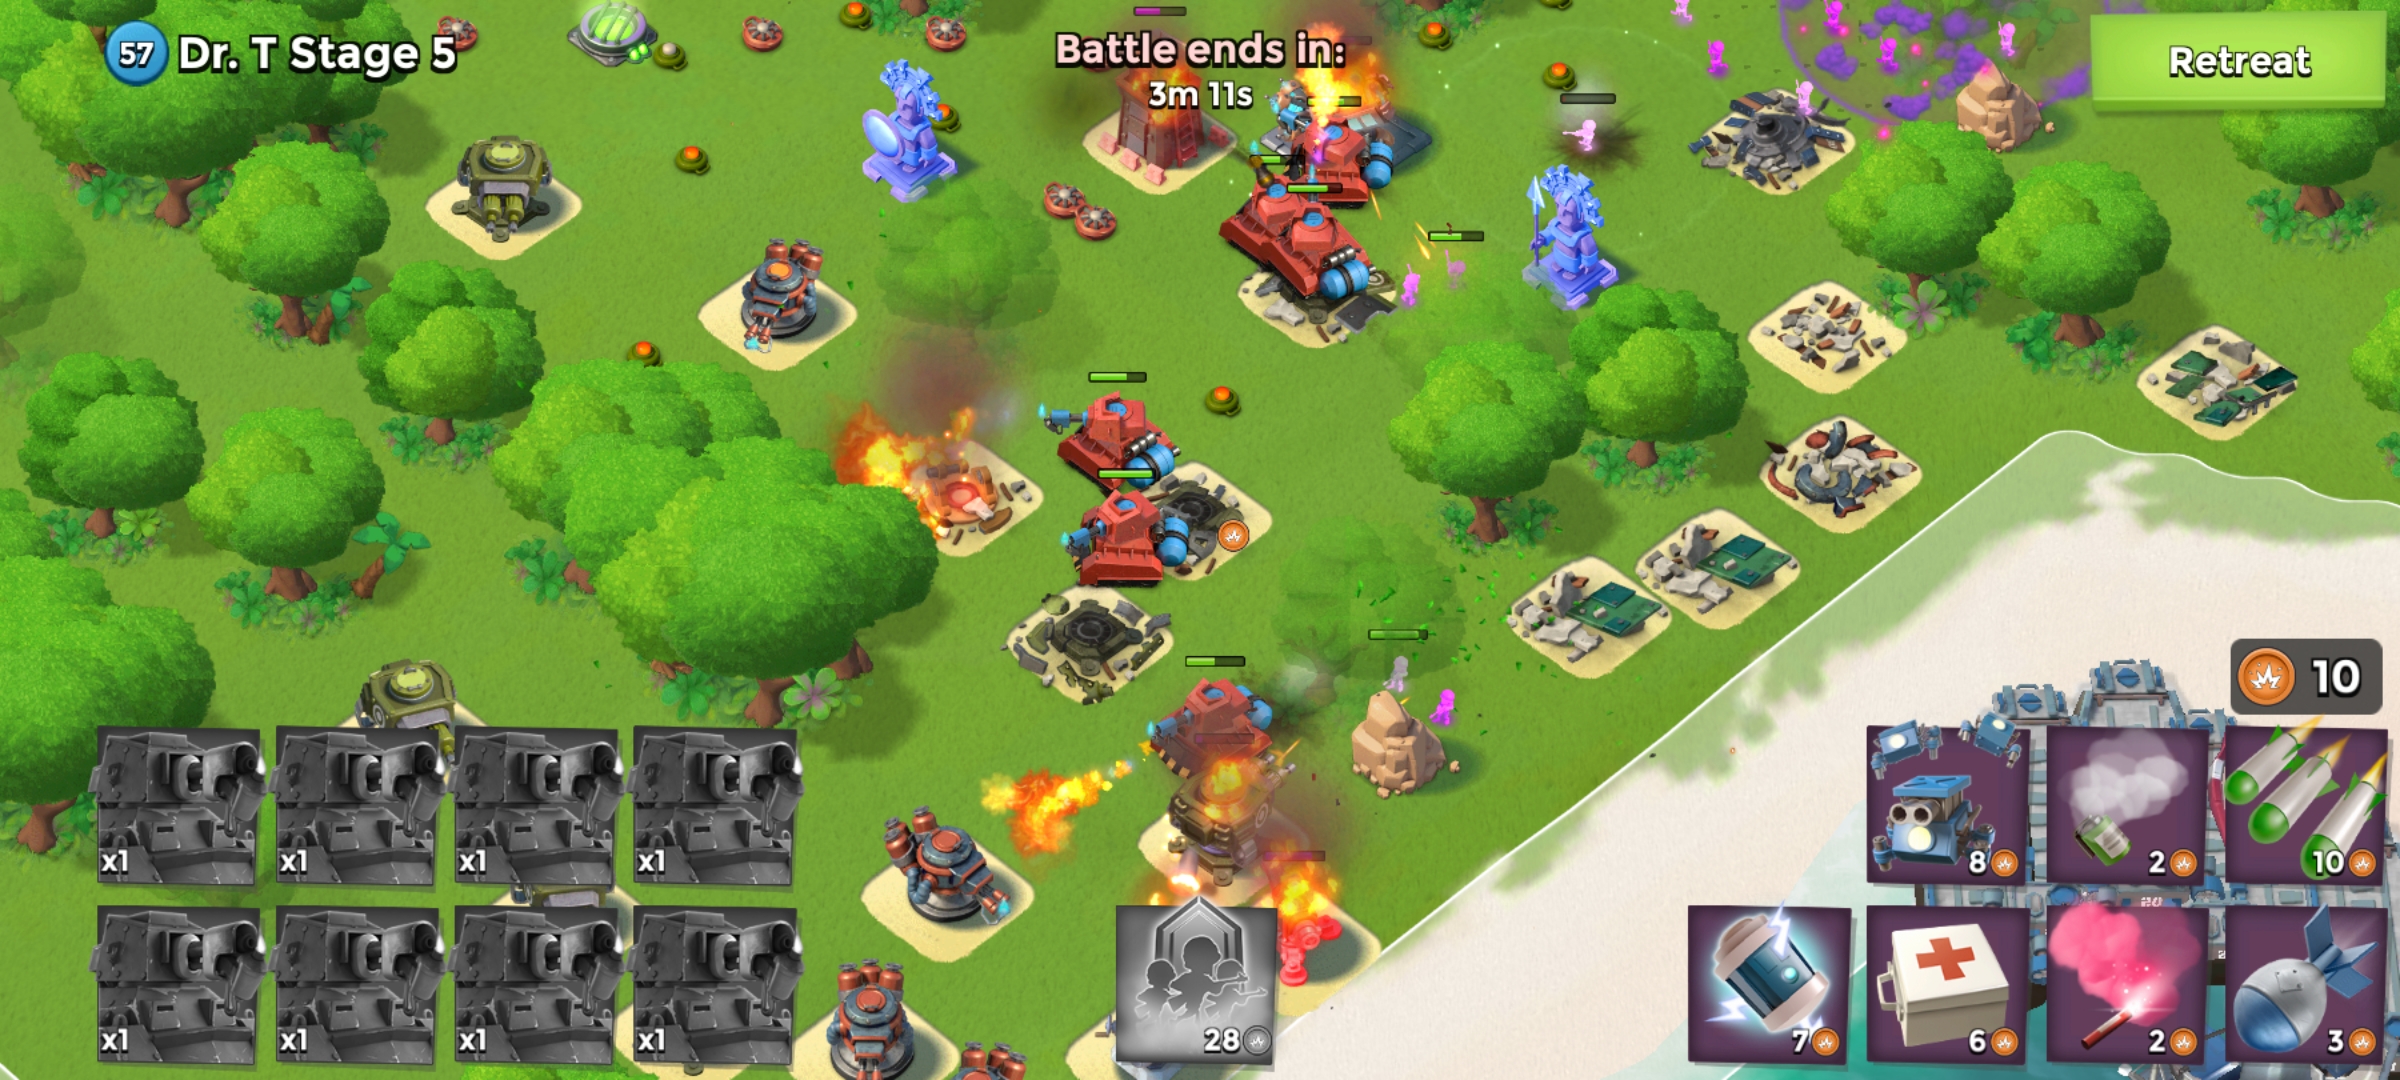 57 Dr. T Stage 5
Battle ends in:
3m 11s
Retreat
10
x1 x1 x1 x1
8 2 10
x1 x1 x1 x1
28
7 6 2 3